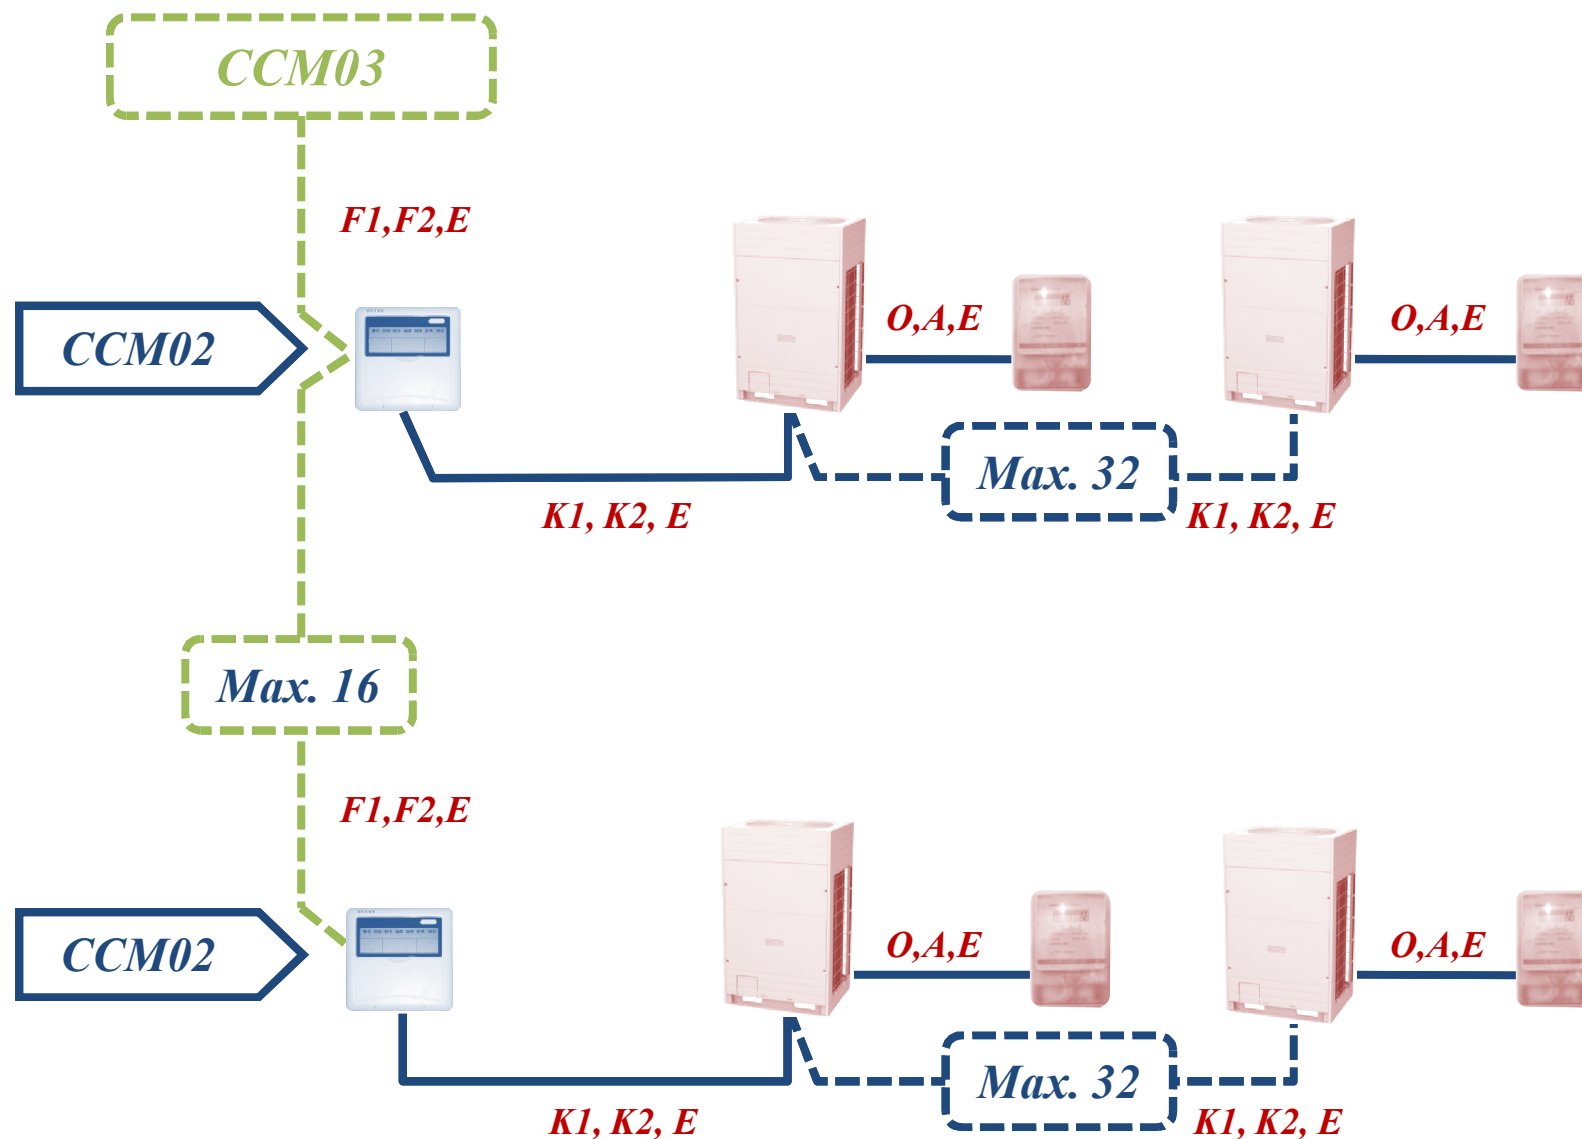 CCM03
F1,F2,E
CCM02
O,A,E
O,A,E
Max. 32
K1, K2, E
K1, K2, E
Max. 16
F1,F2,E
CCM02
O,A,E
O,A,E
Max. 32
K1, K2, E
K1, K2, E